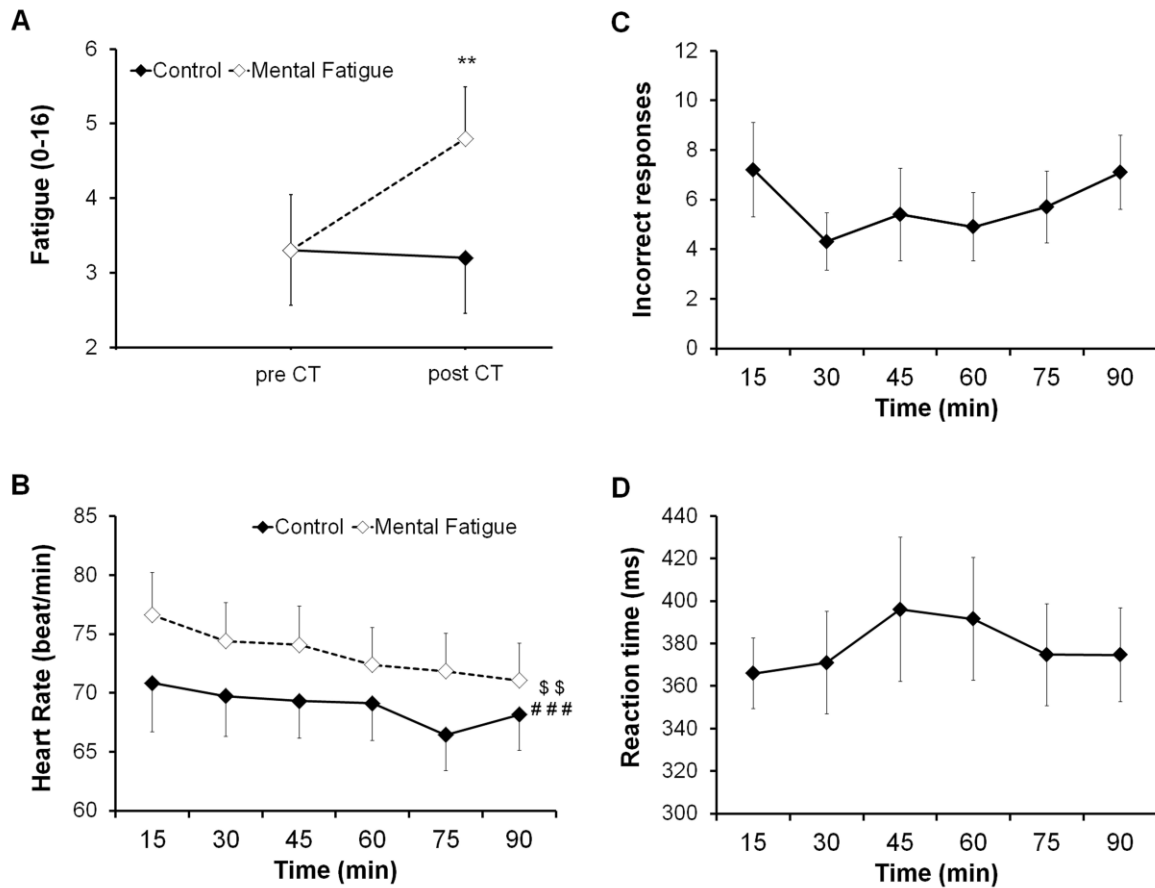 A
Fatigue (0-16)
6
5
4
3
2
Control Mental Fatigue
**
pre CT post CT
C
Incorrect responses
12
10
8
6
4
2
0
15 30 45 60 75 90
Time (min)
B
Heart Rate (beat/min)
85
80
75
70
65
60
Control Mental Fatigue
$ $
# # #
15 30 45 60 75 90
Time (min)
D
Reaction time (ms)
440
420
400
380
360
340
320
300
15 30 45 60 75 90
Time (min)